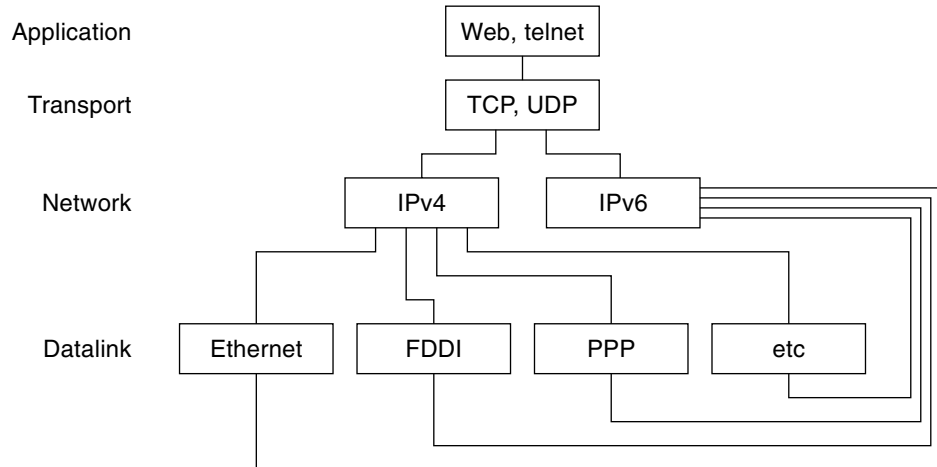 Application
Web, telnet
Transport
TCP, UDP
Network
IPv4
IPv6
Datalink
Ethernet
FDDI
PPP
etc